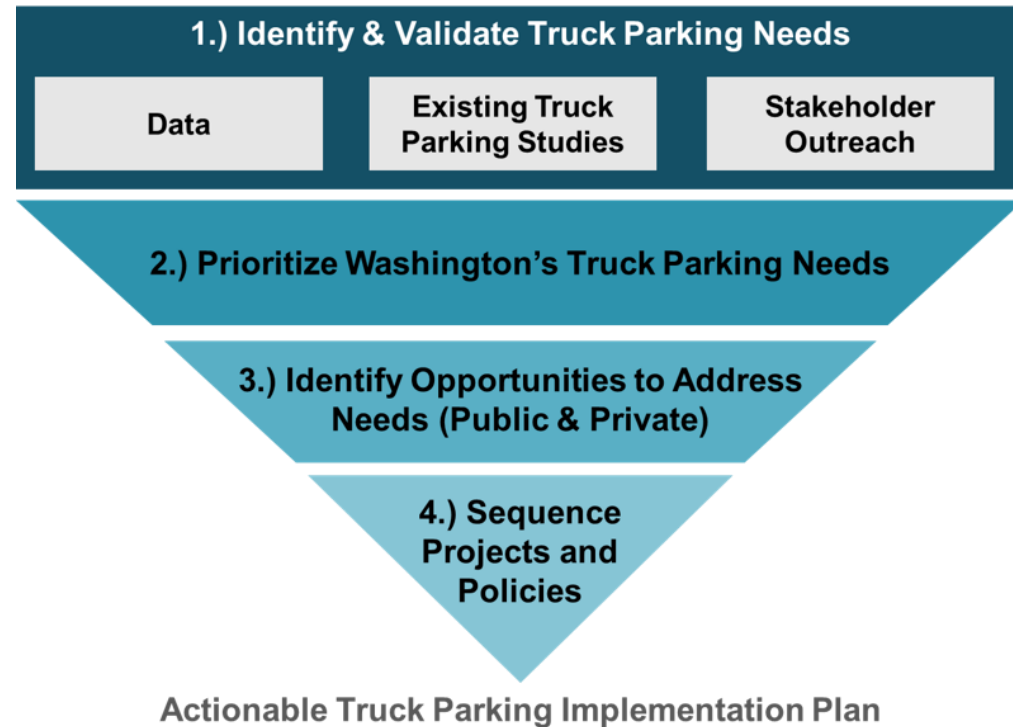 1.) Identify & Validate Truck Parking Needs
Data
Existing Truck
Parking Studies
Stakeholder
Outreach
2.) Prioritize Washington’s Truck Parking Needs
3.) Identify Opportunities to Address
Needs (Public & Private)
4.) Sequence
Projects and
Policies
Actionable Truck Parking Implementation Plan